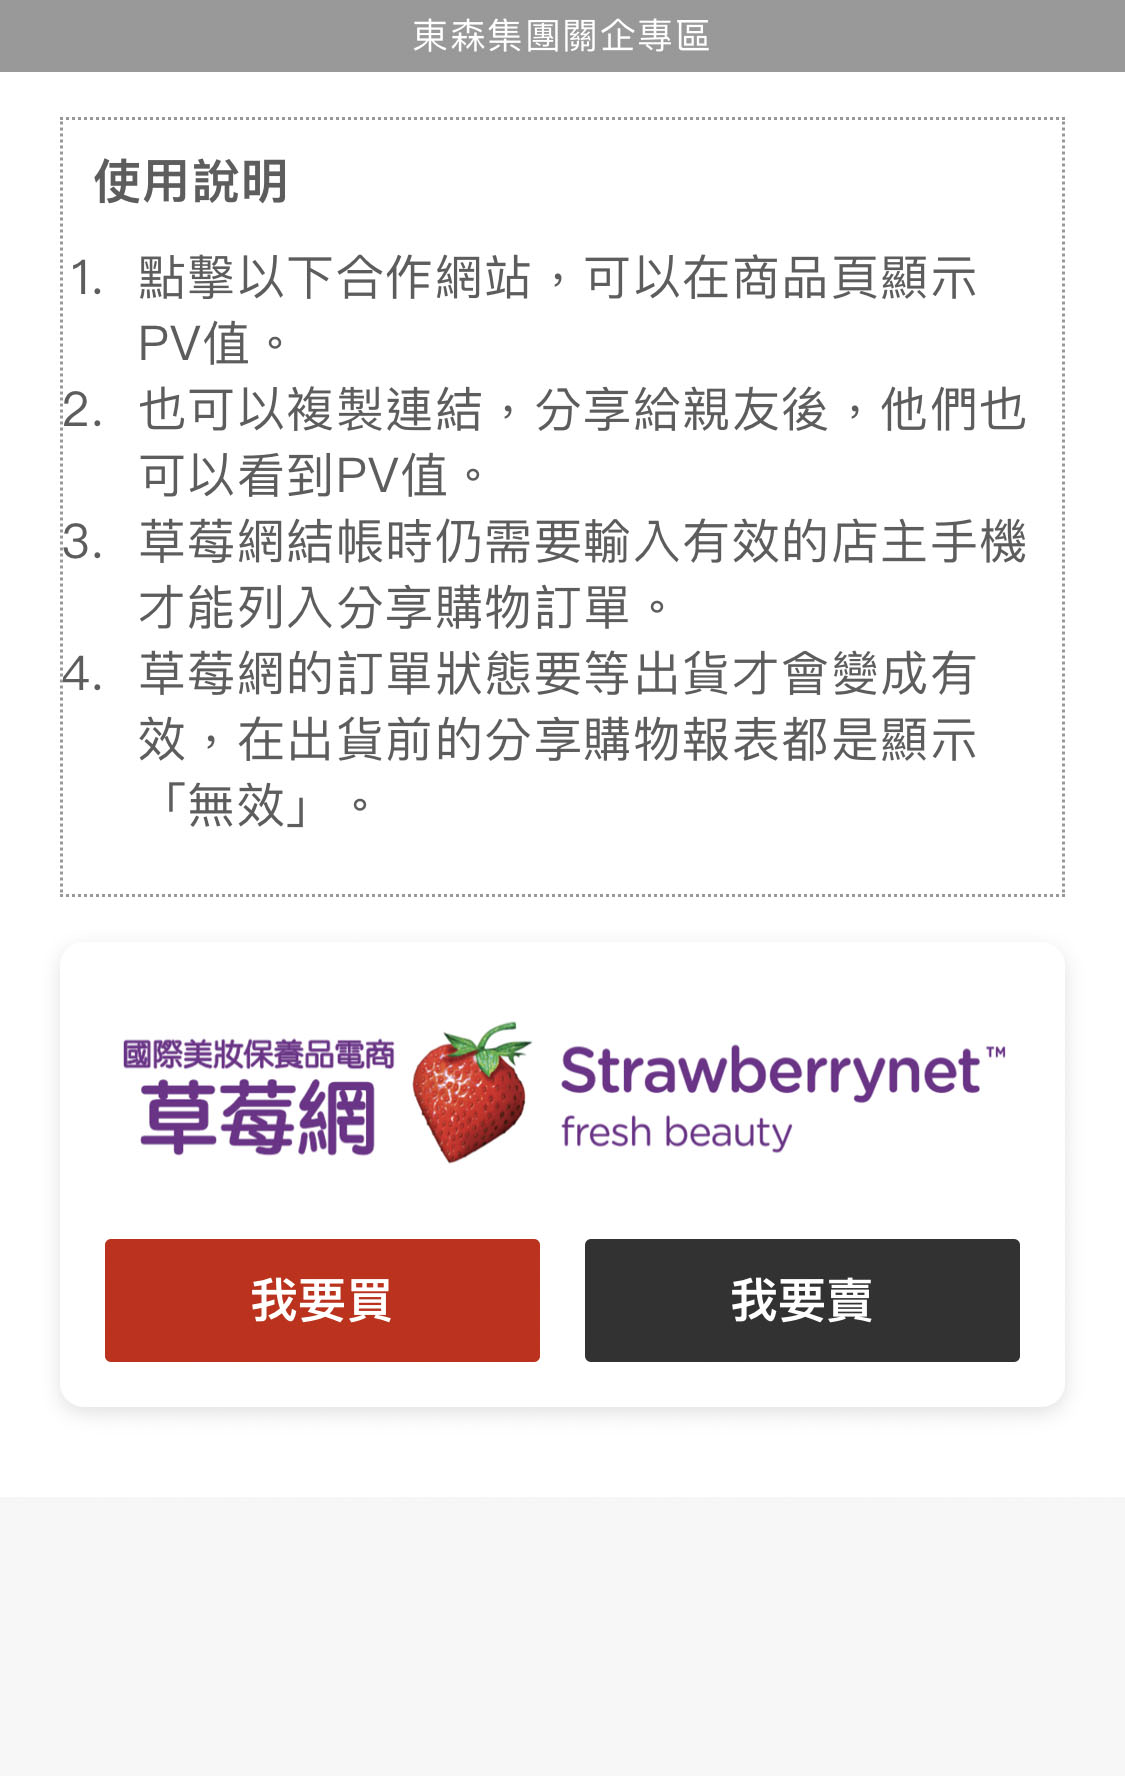 東森集團關企專區
使用說明
1. 點擊以下合作網站，可以在商品頁顯示
PV值。
2. 也可以複製連結，分享給親友後，他們也
可以看到PV值。
3. 草莓網結帳時仍需要輸入有效的店主手機
才能列入分享購物訂單。
4. 草莓網的訂單狀態要等出貨才會變成有
效，在出貨前的分享購物報表都是顯示
「無效」。
國際美妝保養品電商
草莓網
Strawberrynet™
fresh beauty
我要買
我要賣